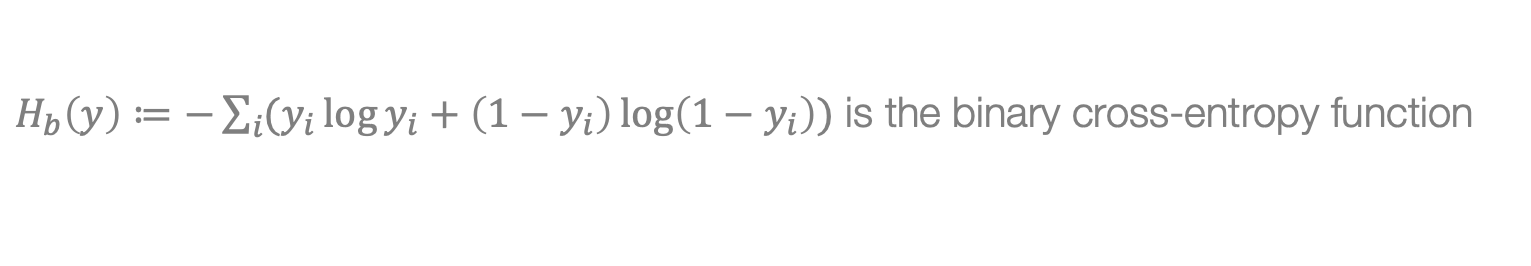 H_b(y) ≔ −∑_i(y_i log y_i + (1 − y_i) log(1 − y_i)) is the binary cross-entropy function